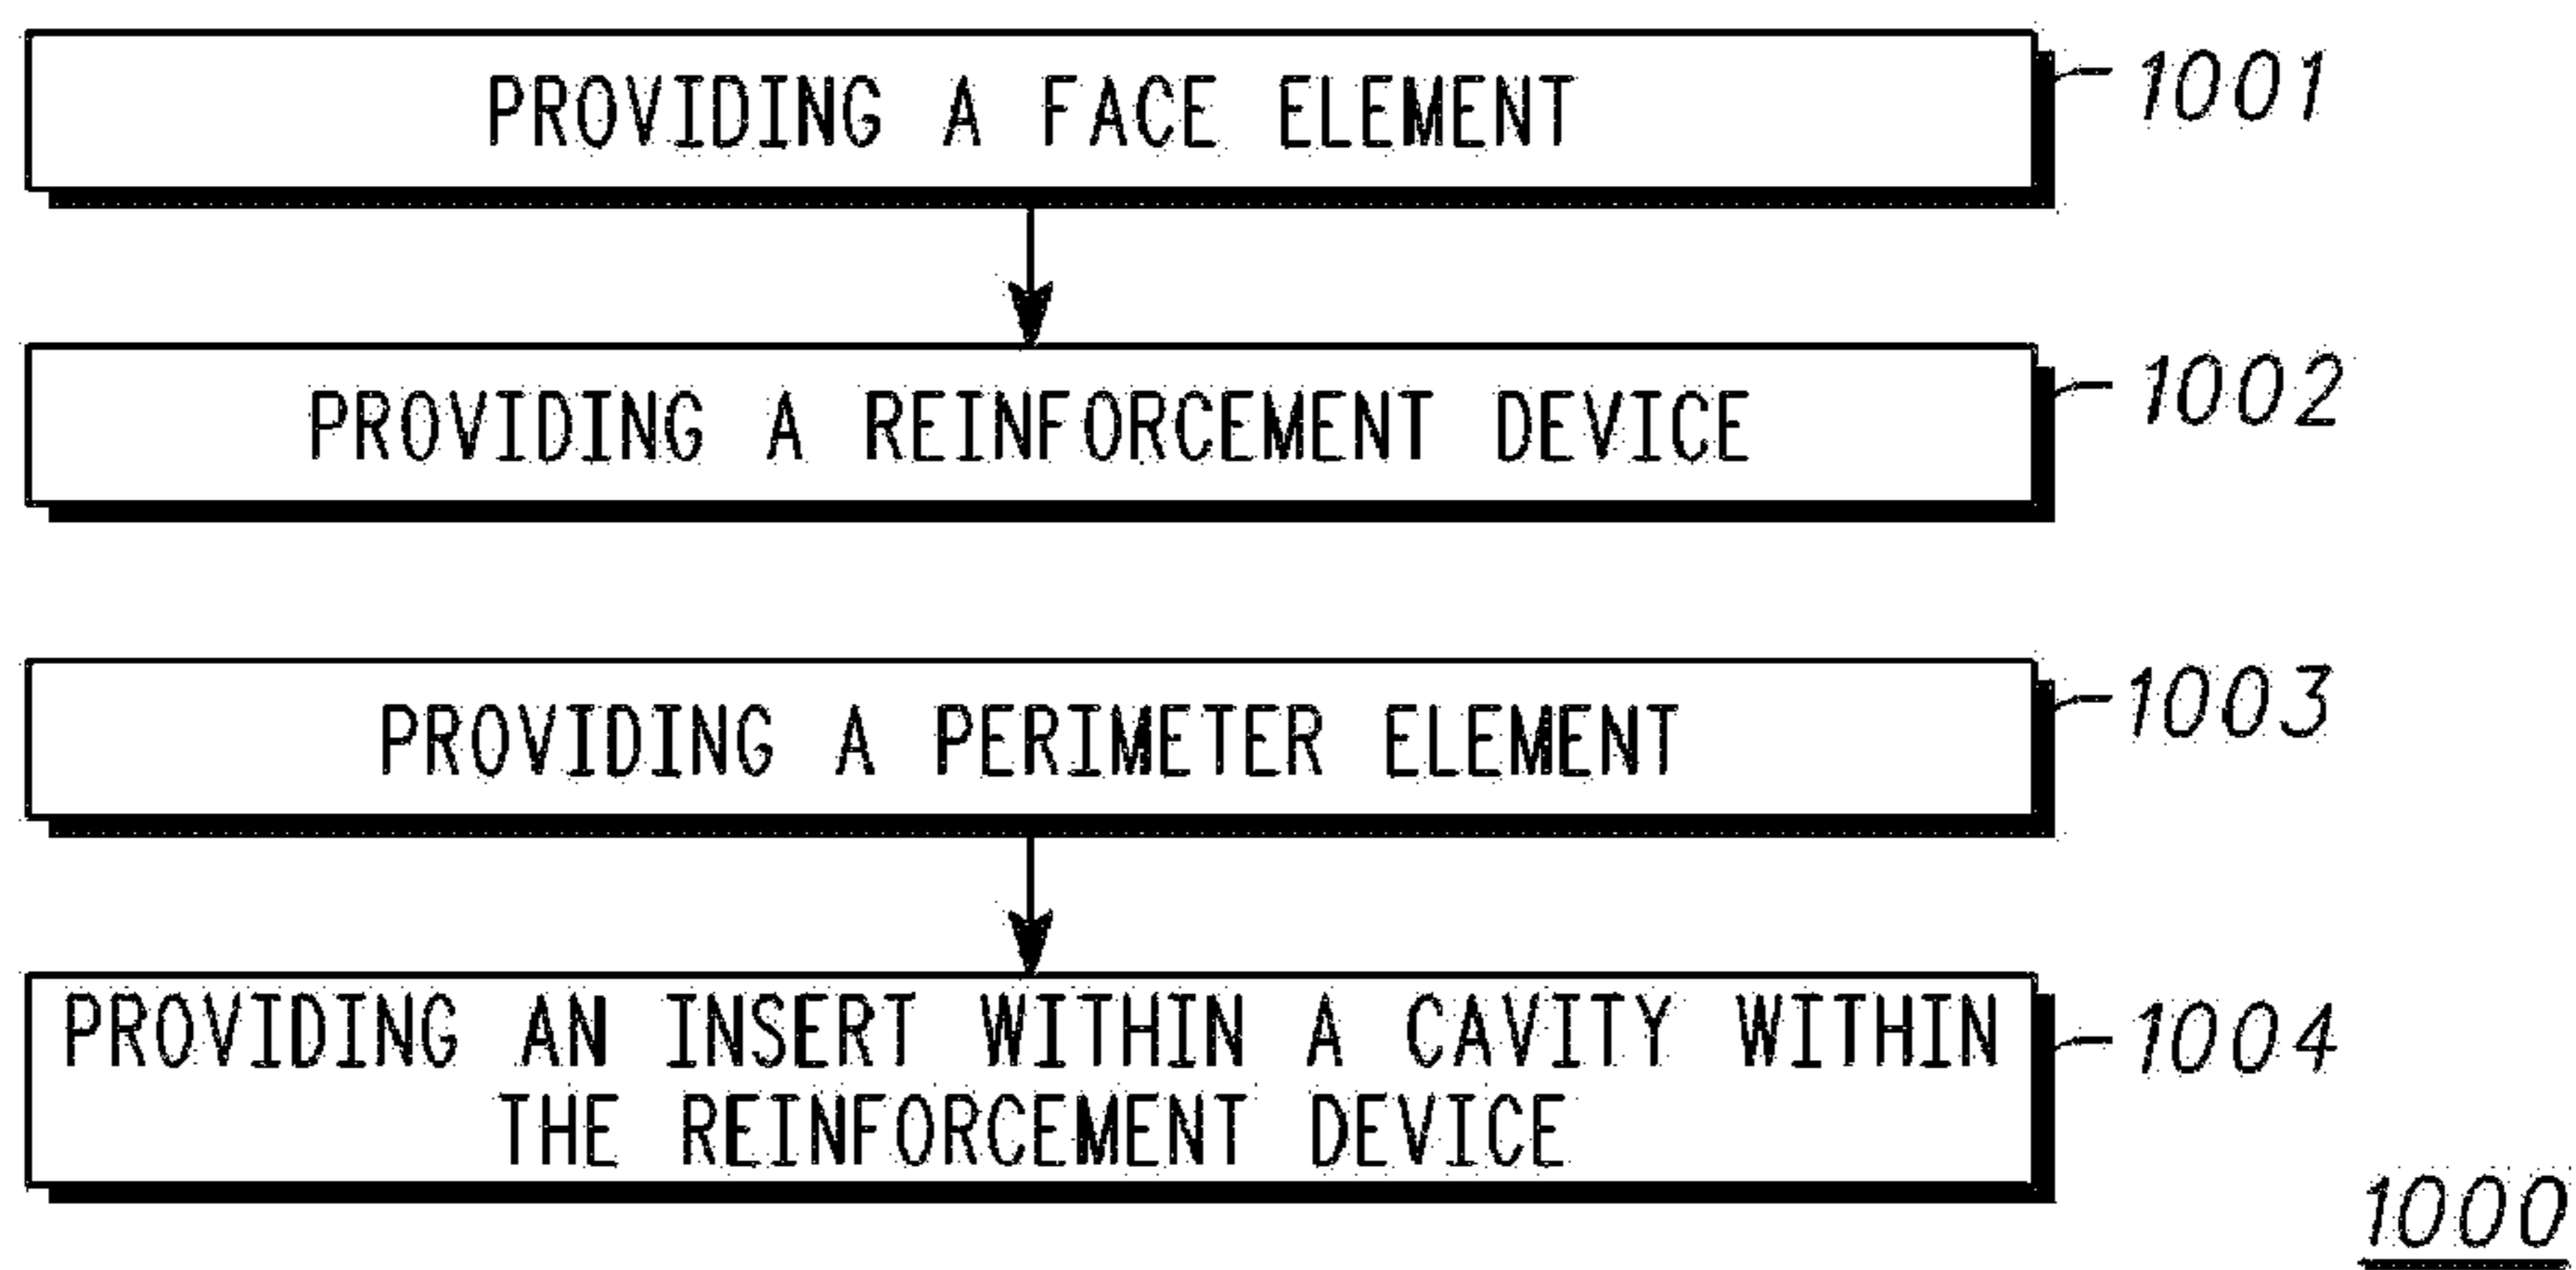 PROVIDING A FACE ELEMENT
1001
PROVIDING A REINFORCEMENT DEVICE
1002
PROVIDING A PERIMETER ELEMENT
1003
PROVIDING AN INSERT WITHIN A CAVITY WITHIN
THE REINFORCEMENT DEVICE
1004
1000